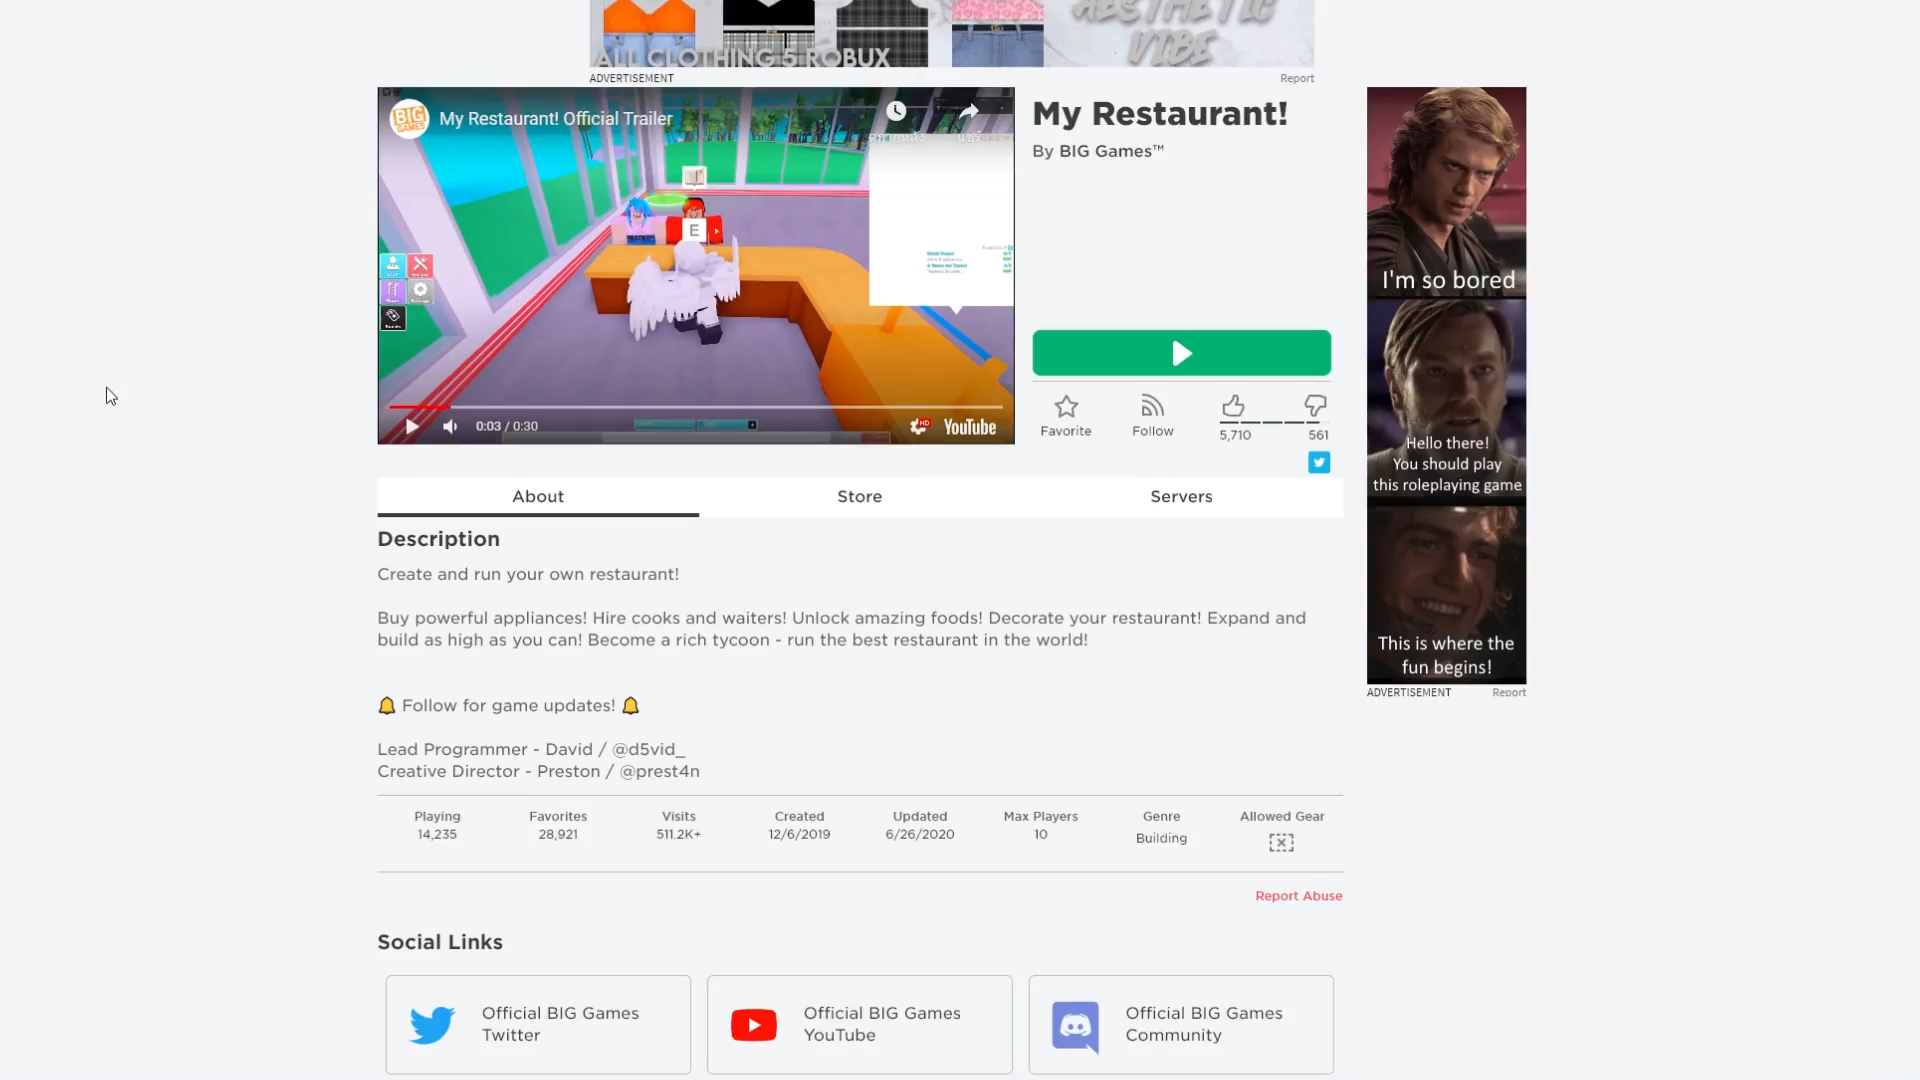 AESTHETIC
VIBE
ALL CLOTHING 5 ROBUX
ADVERTISEMENT
Report
BIG
GAMES
My Restaurant! Official Trailer
E
0:03 / 0:30
HD
YouTube
My Restaurant!
By BIG Games™
Favorite
Follow
5,710
561
I'm so bored
Hello there!
You should play
this roleplaying game
This is where the
fun begins!
ADVERTISEMENT
Report
About
Store
Servers
Description
Create and run your own restaurant!
Buy powerful appliances! Hire cooks and waiters! Unlock amazing foods! Decorate your restaurant! Expand and
build as high as you can! Become a rich tycoon - run the best restaurant in the world!
🔔 Follow for game updates! 🔔
Lead Programmer - David / @d5vid_
Creative Director - Preston / @prest4n
Playing
Favorites
Visits
Created
Updated
Max Players
Genre
Allowed Gear
14,235
28,921
511.2K+
12/6/2019
6/26/2020
10
Building
Report Abuse
Social Links
Official BIG Games
Twitter
Official BIG Games
YouTube
Official BIG Games
Community